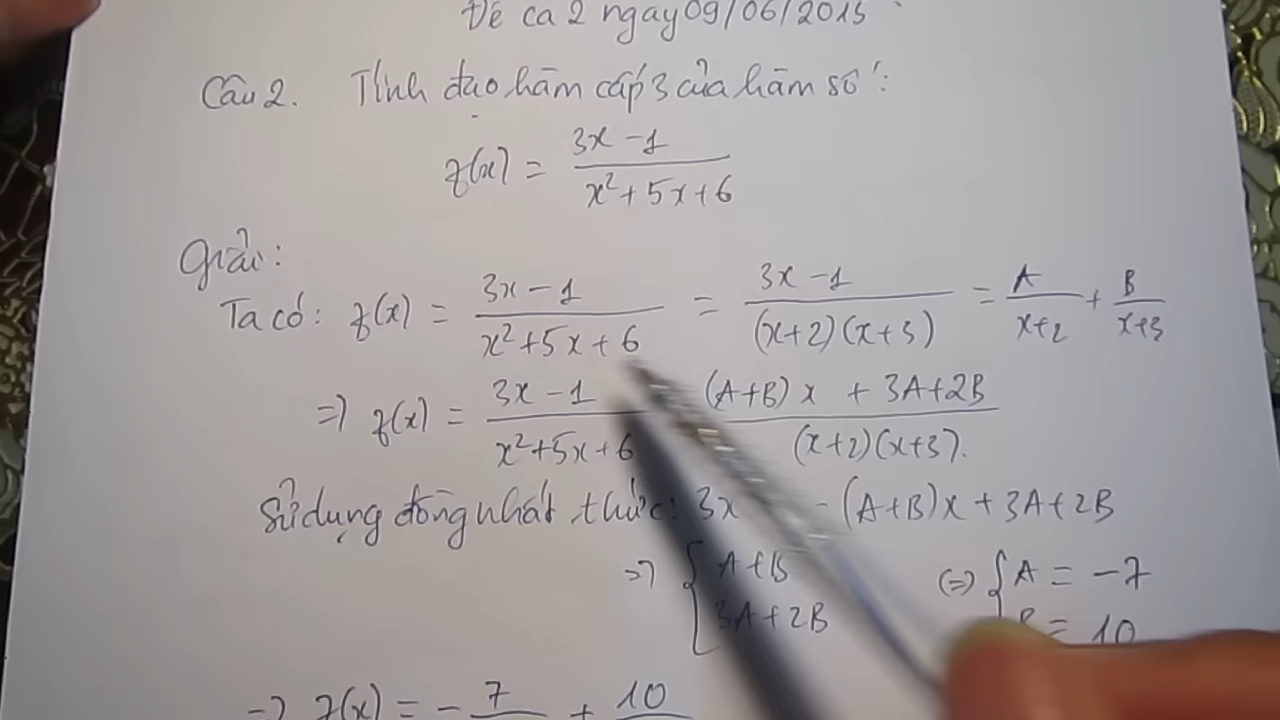 Đề ca 2 ngày 09/06/2015
Câu 2. Tính đạo hàm cấp 3 của hàm số:
f(x) = (3x - 1)/(x² + 5x + 6)
Giải:
Ta có: f(x) = (3x - 1)/(x² + 5x + 6) = (3x - 1)/((x+2)(x+3)) = A/(x+2) + B/(x+3)
=> f(x) = (3x - 1)/(x² + 5x + 6) ((A+B)x + 3A+2B)/((x+2)(x+3)).
Sử dụng đồng nhất thức: 3x - (A+B)x + 3A+2B
=> { A+B (=) { A = -7
3A+2B B = 10
=> f(x) = - 7 + 10